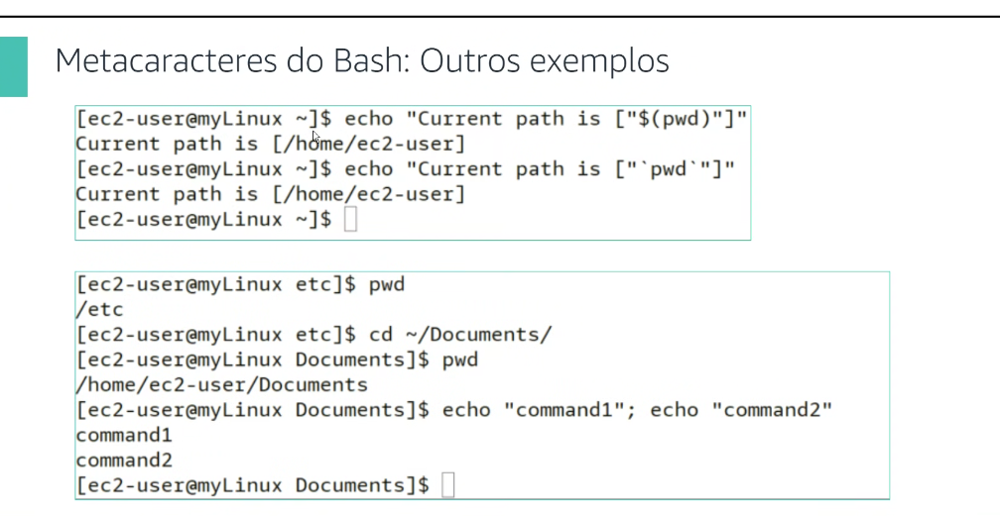 Metacaracteres do Bash: Outros exemplos
[ec2-user@myLinux ~]$ echo "Current path is ["$(pwd)"]"
Current path is [/home/ec2-user]
[ec2-user@myLinux ~]$ echo "Current path is ["`pwd`"]"
Current path is [/home/ec2-user]
[ec2-user@myLinux ~]$
[ec2-user@myLinux etc]$ pwd
/etc
[ec2-user@myLinux etc]$ cd ~/Documents/
[ec2-user@myLinux Documents]$ pwd
/home/ec2-user/Documents
[ec2-user@myLinux Documents]$ echo "command1"; echo "command2"
command1
command2
[ec2-user@myLinux Documents]$